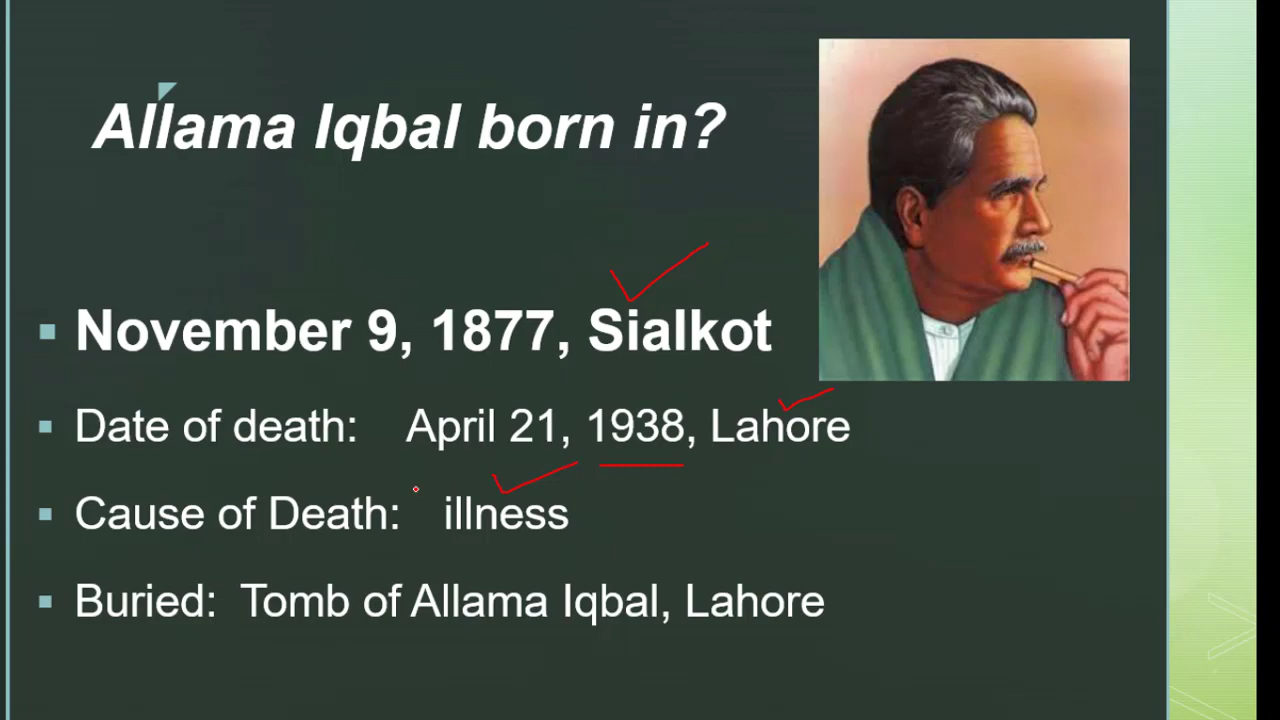 Allama Iqbal born in?
November 9, 1877, Sialkot
Date of death: April 21, 1938, Lahore
Cause of Death: illness
Buried: Tomb of Allama Iqbal, Lahore